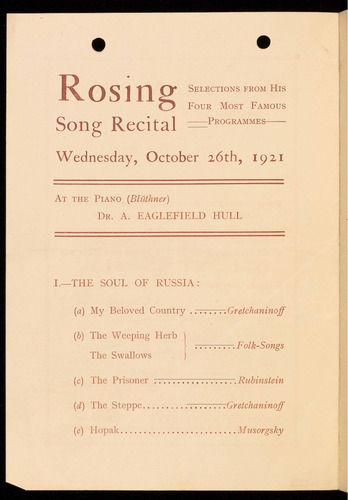 Rosing Selections from His
Four Most Famous
Song Recital Programmes
Wednesday, October 26th, 1921
At the Piano (Blüthner)
Dr. A. EAGLEFIELD HULL
I.—THE SOUL OF RUSSIA:
(a) My Beloved Country ........Gretchaninoff
(b) The Weeping Herb
The Swallows } ........Folk-Songs
(c) The Prisoner ................Rubinstein
(d) The Steppe................Gretchaninoff
(e) Hopak......................Musorgsky